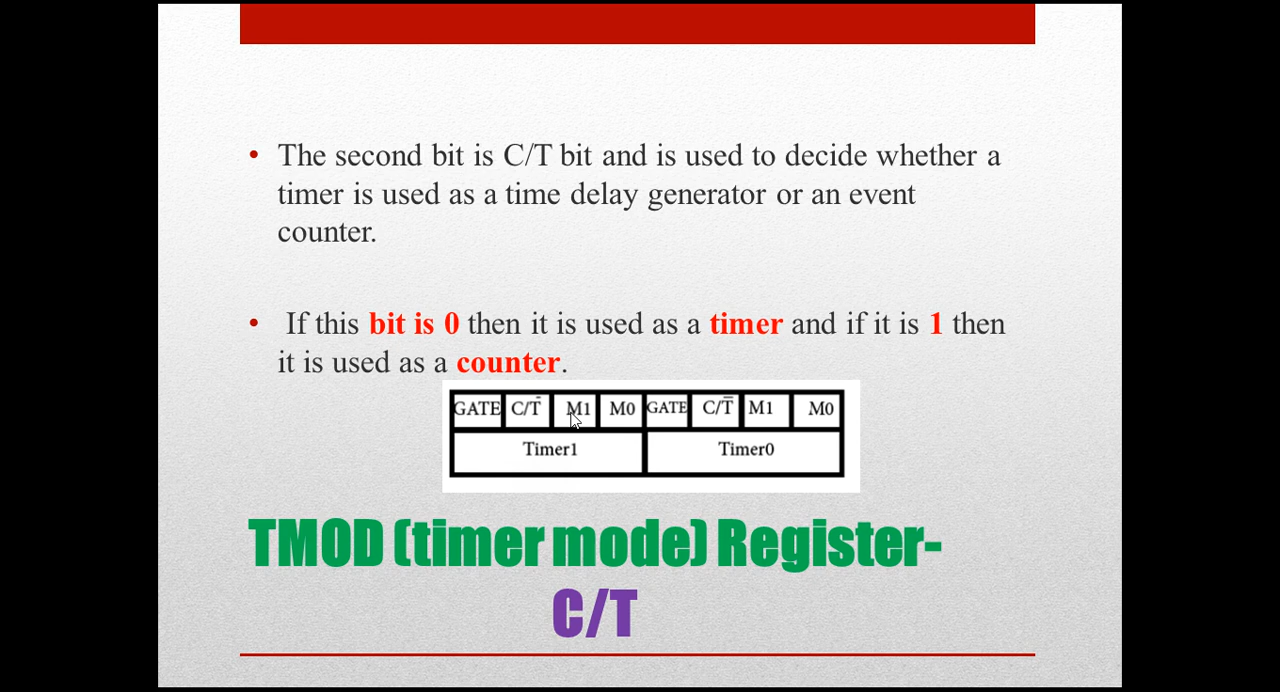 • The second bit is C/T bit and is used to decide whether a
timer is used as a time delay generator or an event
counter.
• If this bit is 0 then it is used as a timer and if it is 1 then
it is used as a counter.
GATE C/T̅ M1 M0 GATE C/T̅ M1 M0
Timer1 Timer0
TMOD (timer mode) Register-
C/T